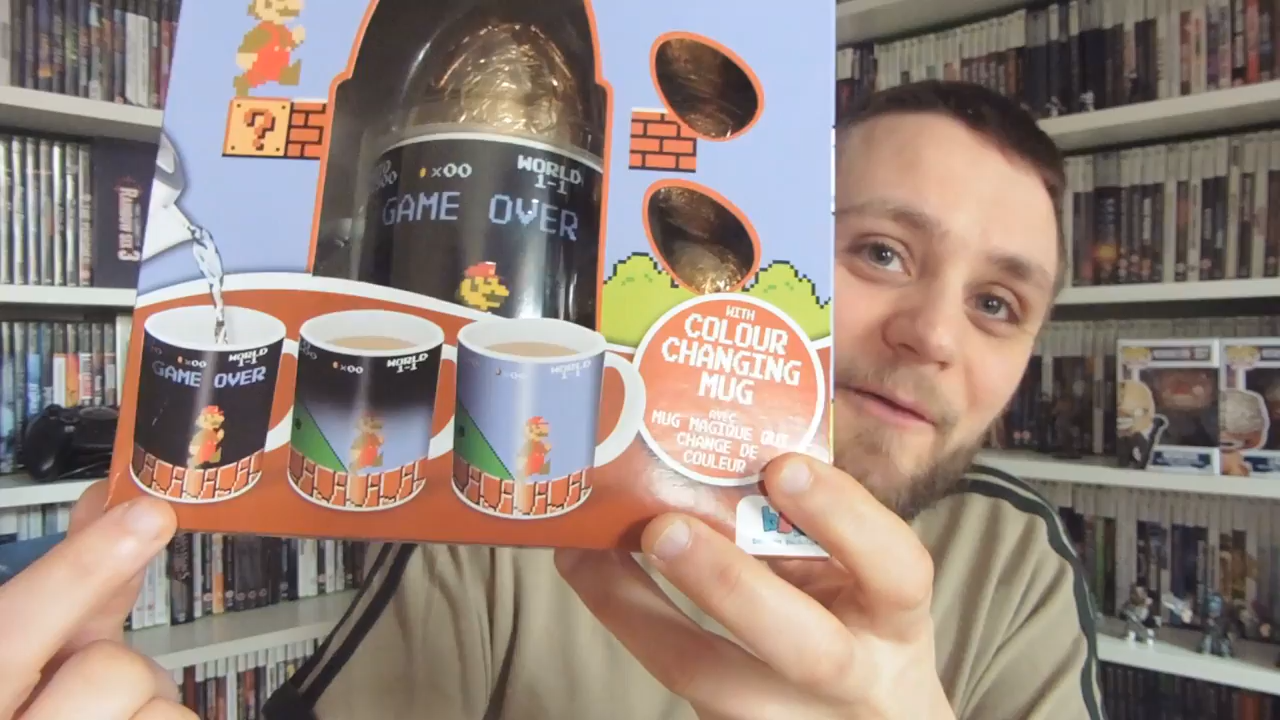 ?
×00
WORLD
1-1
GAME OVER
×00
WORLD
1-1
GAME OVER
×00
WORLD
1-1
×00
WORLD
1-1
WITH
COLOUR
CHANGING
MUG
AVEC
MUG MAGIQUE QUI
CHANGE DE
COULEUR